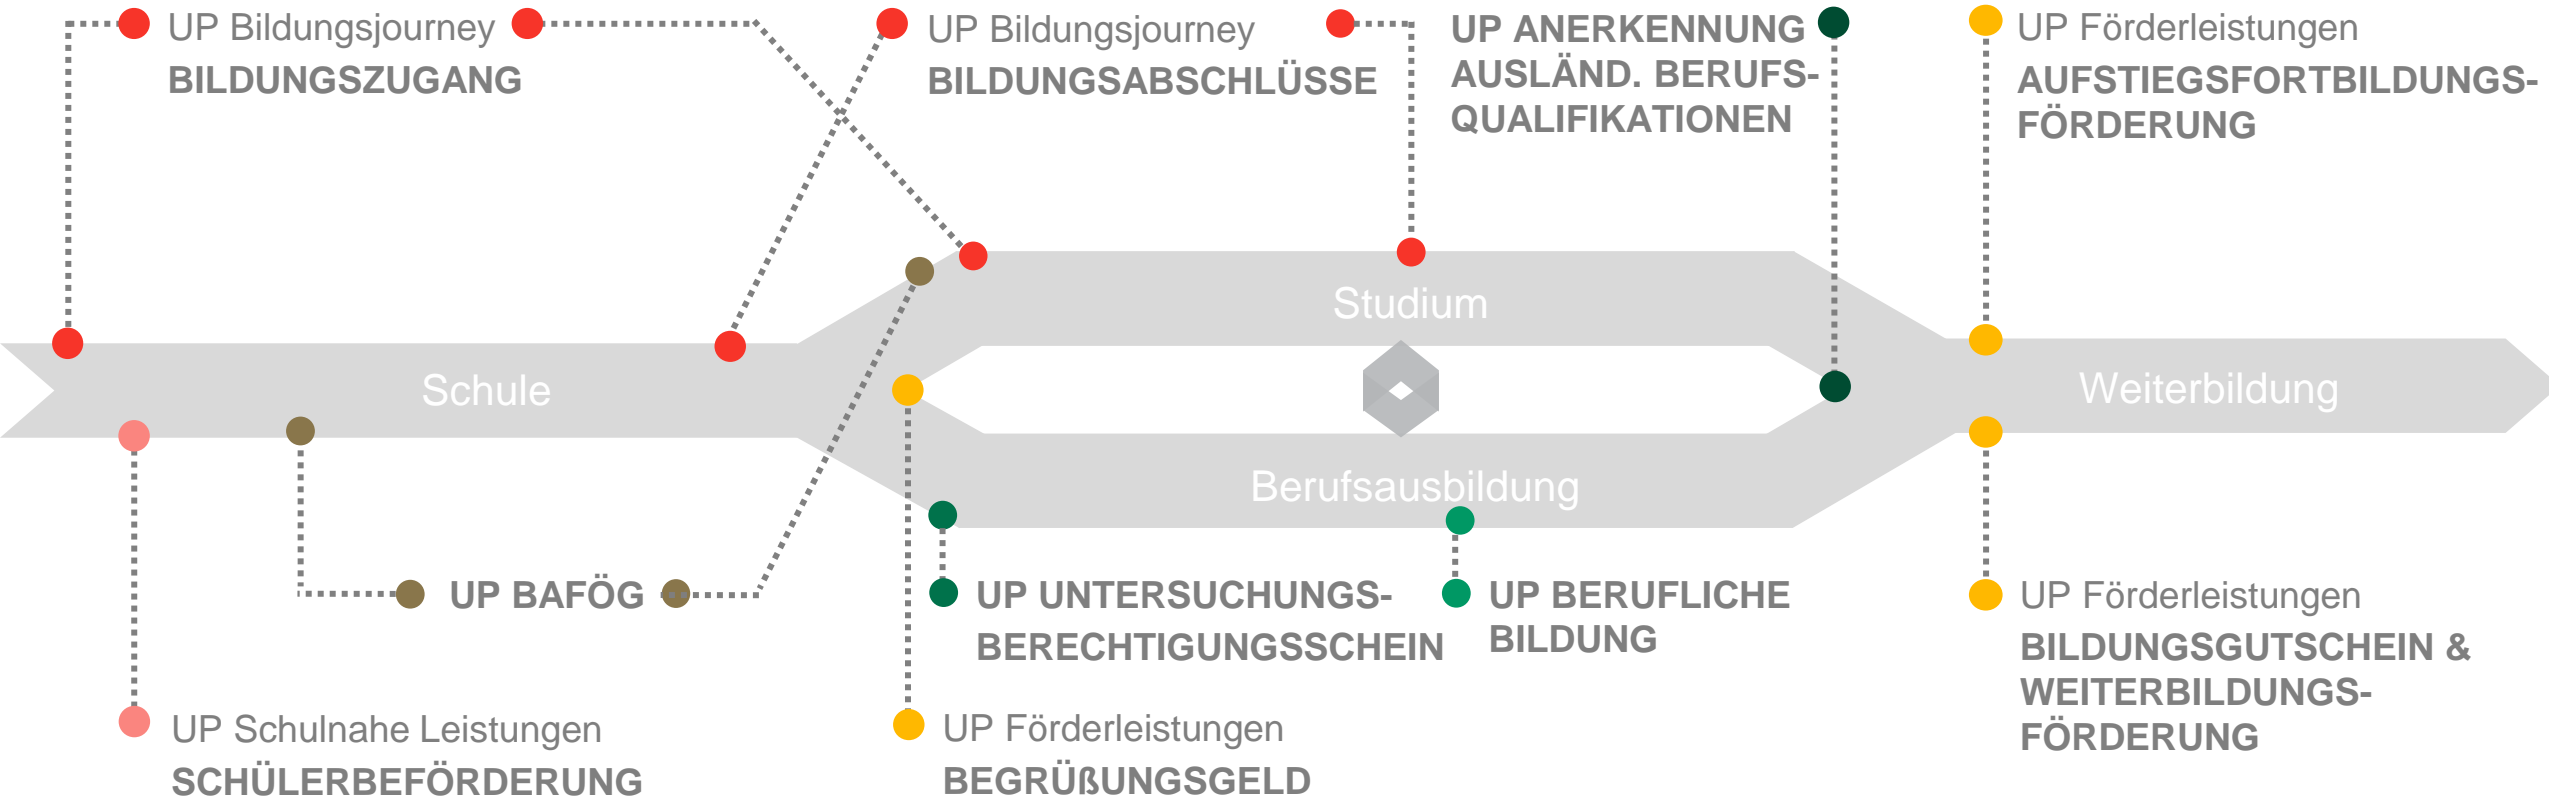 UP Bildungsjourney
BILDUNGSZUGANG
UP Bildungsjourney
BILDUNGSABSCHLÜSSE
UP ANERKENNUNG
AUSLÄND. BERUFS-
QUALIFIKATIONEN
UP Förderleistungen
AUFSTIEGSFORTBILDUNGS-
FÖRDERUNG
Studium
Schule
Weiterbildung
Berufsausbildung
UP BAFÖG
UP UNTERSUCHUNGS-
BERECHTIGUNGSSCHEIN
UP BERUFLICHE
BILDUNG
UP Förderleistungen
BILDUNGSGUTSCHEIN &
WEITERBILDUNGS-
FÖRDERUNG
UP Schulnahe Leistungen
SCHÜLERBEFÖRDERUNG
UP Förderleistungen
BEGRÜßUNGSGELD